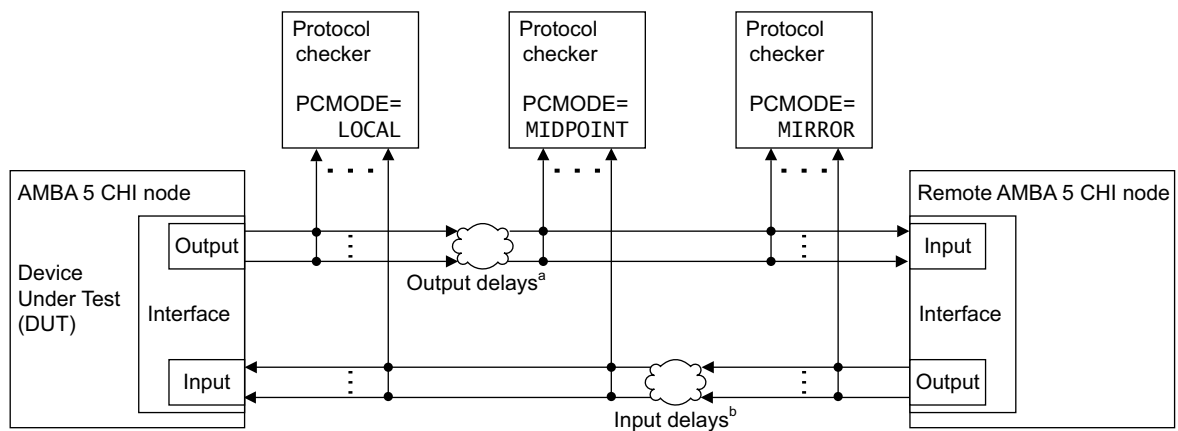 Protocol
checker
PCMODE=
LOCAL
Protocol
checker
PCMODE=
MIDPOINT
Protocol
checker
PCMODE=
MIRROR
AMBA 5 CHI node
Device
Under Test
(DUT)
Interface
Output
Input
Output delays^a
Input delays^b
Remote AMBA 5 CHI node
Input
Interface
Output